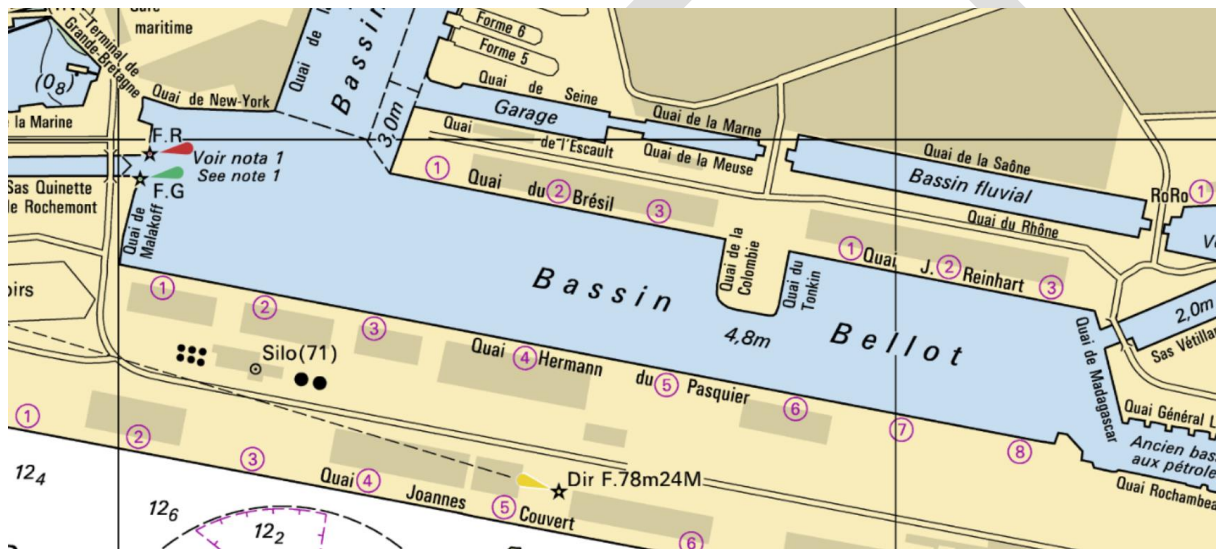 maritime
Terminal de
Grande-Bretagne
Quai de New-York
Bassin
3,0m
Forme 6
Forme 5
Quai de Seine
Garage
Quai de la Marne
Quai
de l'Escault
Quai de la Meuse
Quai de la Saône
Bassin fluvial
Quai du Rhône
RoRo 1
(0₈)
la Marine
F.R
Voir nota 1
See note 1
F.G
Sas Quinette
de Rochemont
Quai de
Malakoff
1
Quai du 2 Brésil
3
Quai de la
Colombie
Quai du
Tonkin
1 Quai J. 2 Reinhart 3
Bassin
Bellot
4,8m
2,0m
Quai de Madagascar
1
2
3
Quai 4 Hermann
du 5 Pasquier
6
7
8
Silo(71)
Quai Général L
Ancien bas
aux pétrole
Quai Rochambea
1
2
3
Quai 4
Joannes
5 Couvert
6
Dir F.78m24M
12₄
12₆
12₂